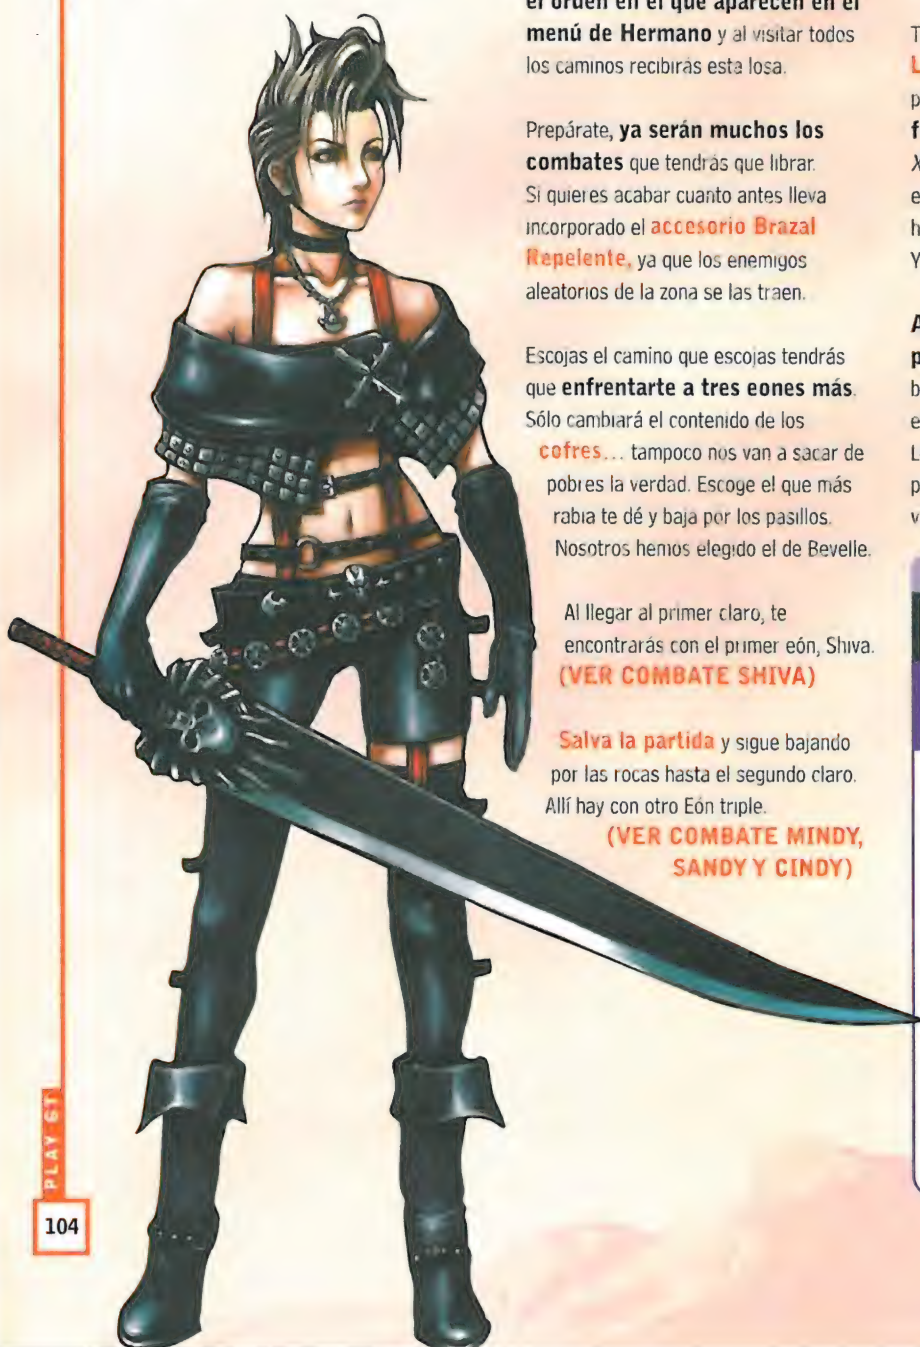 el orden en el que aparecen en el
menú de Hermano y al visitar todos
los caminos recibirás esta losa.
Prepárate, ya serán muchos los
combates que tendrás que librar.
Si quieres acabar cuanto antes lleva
incorporado el accesorio Brazal
Repelente, ya que los enemigos
aleatorios de la zona se las traen.
Escojas el camino que escojas tendrás
que enfrentarte a tres eones más.
Sólo cambiará el contenido de los
cofres... tampoco nos van a sacar de
pobres la verdad. Escoge el que más
rabia te dé y baja por los pasillos.
Nosotros hemos elegido el de Bevelle.
Al llegar al primer claro, te
encontrarás con el primer eón, Shiva.
(VER COMBATE SHIVA)
Salva la partida y sigue bajando
por las rocas hasta el segundo claro.
Allí hay con otro Eón triple.
(VER COMBATE MINDY,
SANDY Y CINDY)
PLAY GT
104